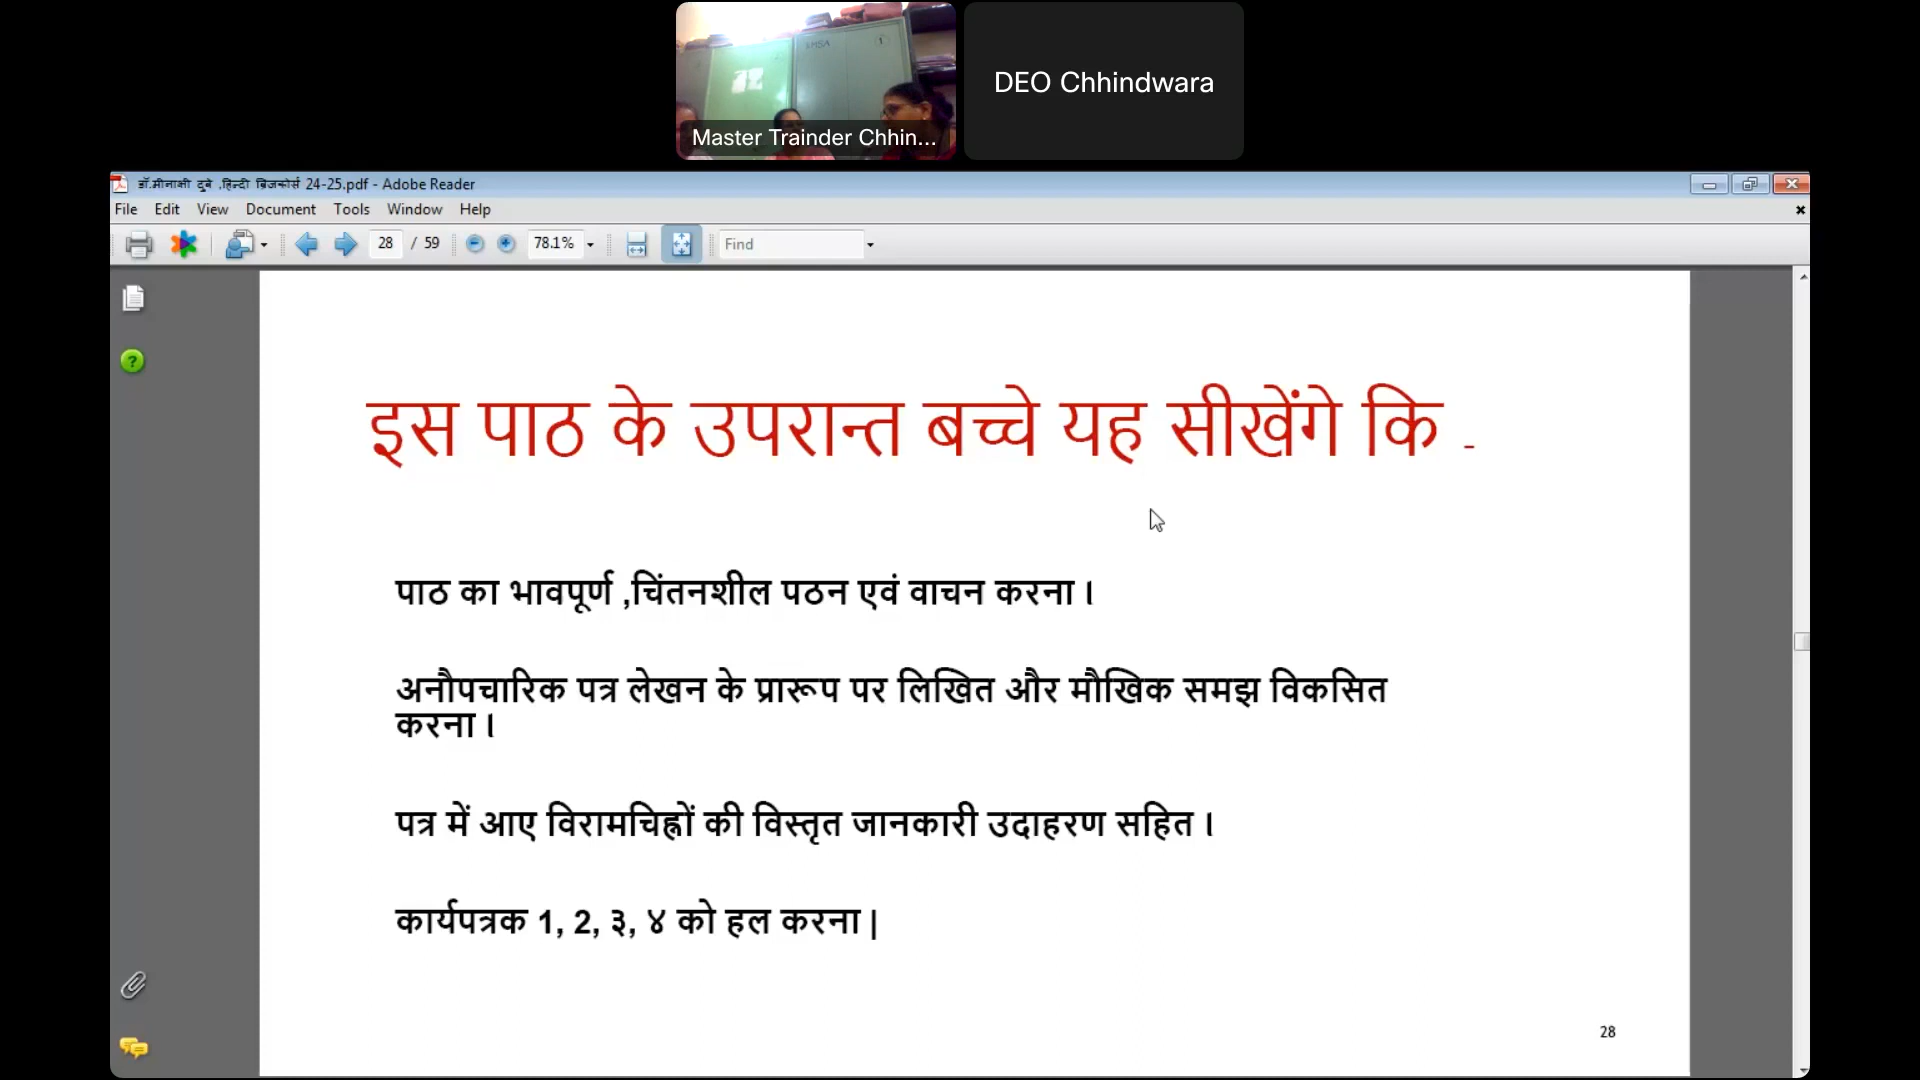 LMSA
1
Master Trainder Chhin...
DEO Chhindwara
डॉ.मीनाक्षी दुबे ,हिन्दी ब्रिजकोर्स 24-25.pdf - Adobe Reader
File Edit View Document Tools Window Help
28 / 59 78.1% Find
इस पाठ के उपरान्त बच्चे यह सीखेंगे कि -
पाठ का भावपूर्ण ,चिंतनशील पठन एवं वाचन करना ।
अनौपचारिक पत्र लेखन के प्रारूप पर लिखित और मौखिक समझ विकसित
करना ।
पत्र में आए विरामचिह्नों की विस्तृत जानकारी उदाहरण सहित ।
कार्यपत्रक 1, 2, ३, ४ को हल करना |
28